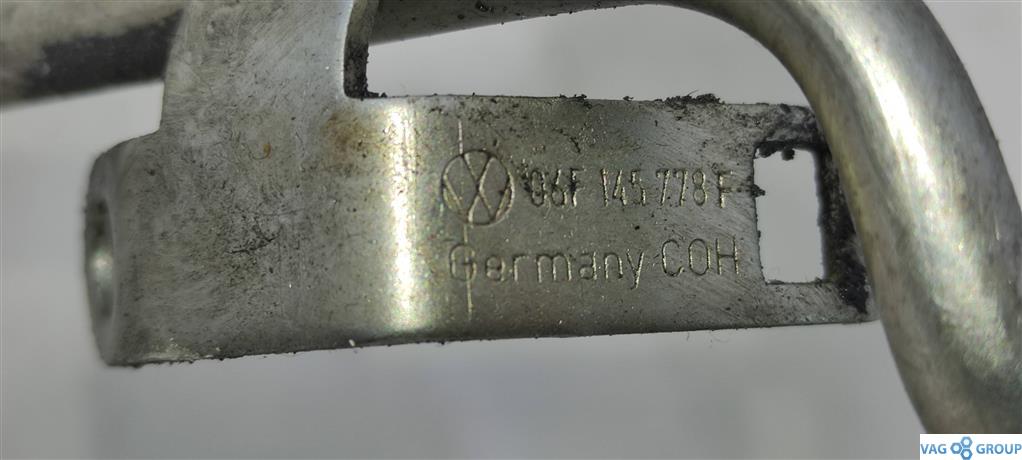 06F 145 778 F
Germany COH
VAG GROUP